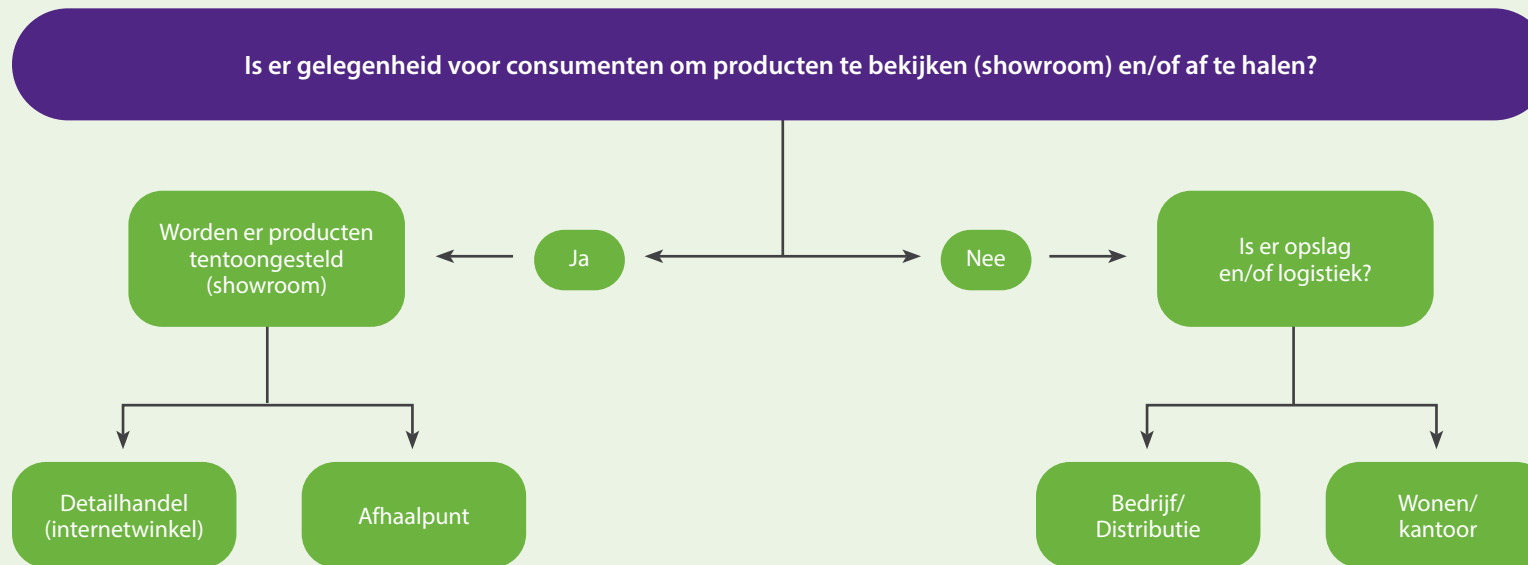 Is er gelegenheid voor consumenten om producten te bekijken (showroom) en/of af te halen?
Worden er producten
tentoongesteld
(showroom)
Ja
Nee
Is er opslag
en/of logistiek?
Detailhandel
(internetwinkel)
Afhaalpunt
Bedrijf/
Distributie
Wonen/
kantoor